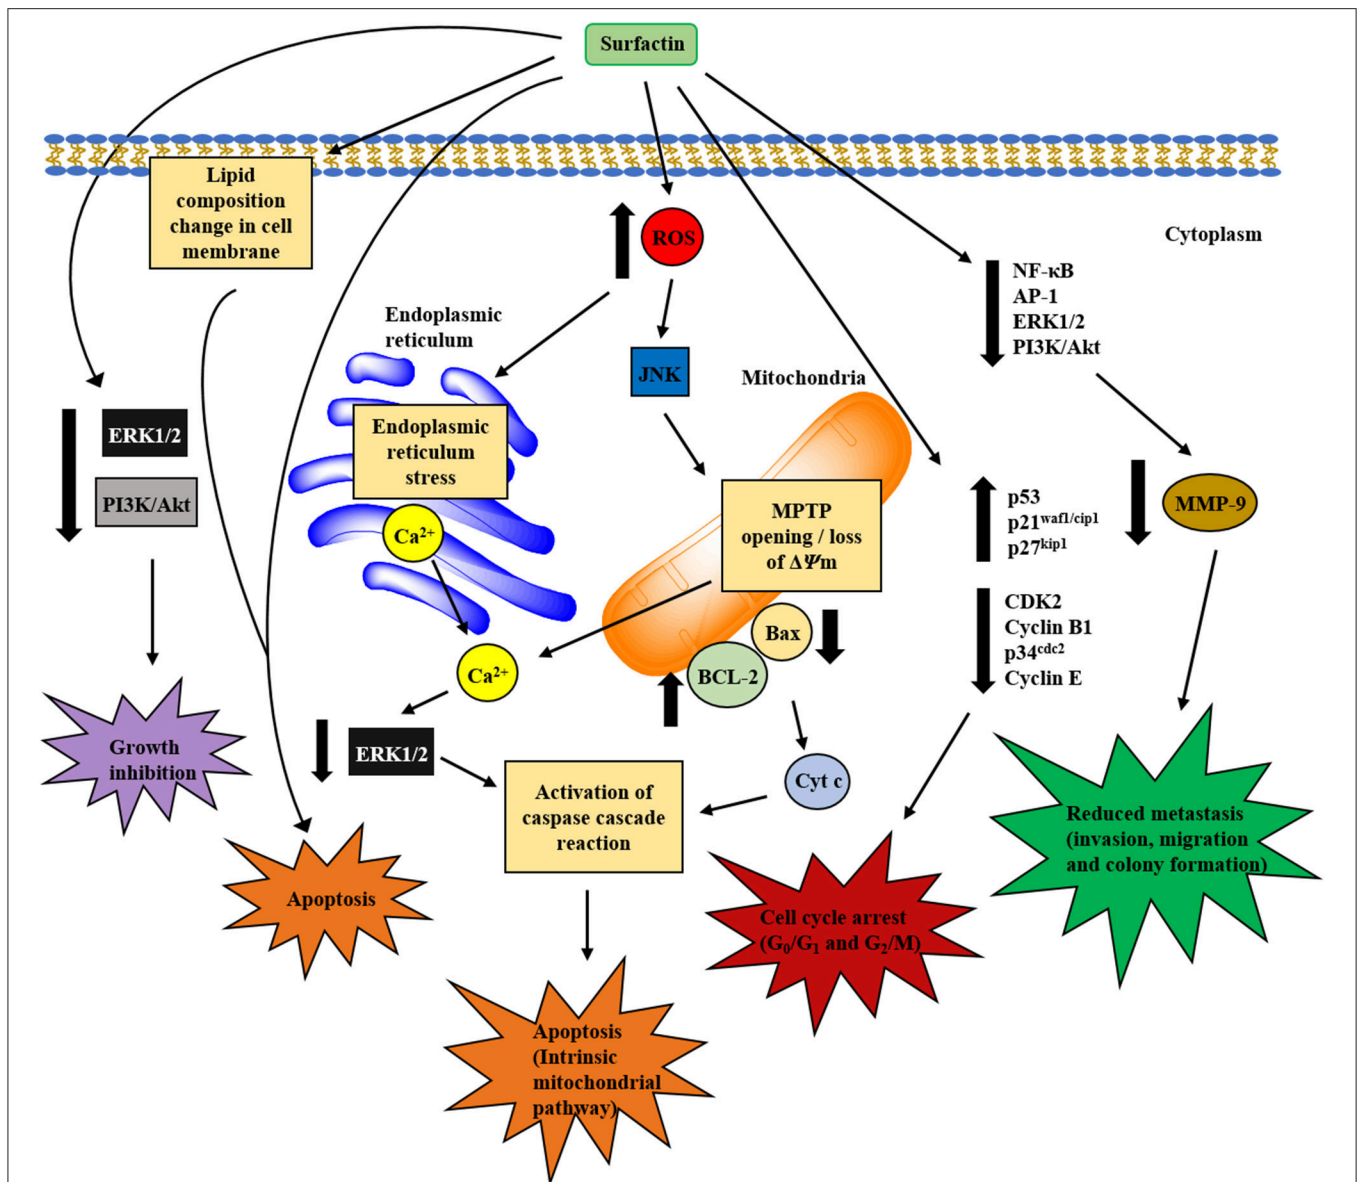 Surfactin
Lipid
composition
change in cell
membrane
ROS
Cytoplasm
NF-κB
AP-1
ERK1/2
PI3K/Akt
Endoplasmic
reticulum
JNK
Mitochondria
ERK1/2
PI3K/Akt
Endoplasmic
reticulum
stress
Ca²⁺
MPTP
opening / loss
of ΔΨm
p53
p21ʷᵃᶠ¹/ᶜⁱᵖ¹
p27ᵏⁱᵖ¹
MMP-9
CDK2
Cyclin B1
p34ᶜᵈᶜ²
Cyclin E
Bax
BCL-2
Ca²⁺
Growth
inhibition
ERK1/2
Cyt c
Activation of
caspase cascade
reaction
Reduced metastasis
(invasion, migration
and colony formation)
Apoptosis
Cell cycle arrest
(G₀/G₁ and G₂/M)
Apoptosis
(Intrinsic
mitochondrial
pathway)